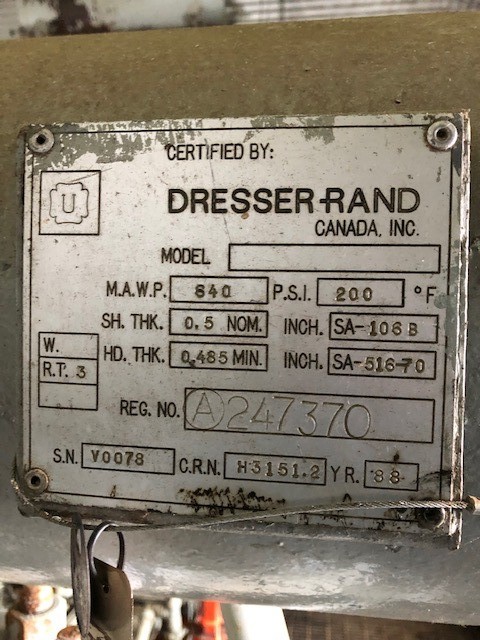 CERTIFIED BY:
U
DRESSER-RAND
CANADA, INC.
MODEL
M.A.W.P. 840 P.S.I. 200 °F
SH. THK. 0.5 NOM. INCH. SA-106B
W.
HD. THK. 0.485 MIN. INCH. SA-516-70
R.T. 3
REG. NO. A 247370
S.N. V0078 C.R.N. H3151.2 YR. 88